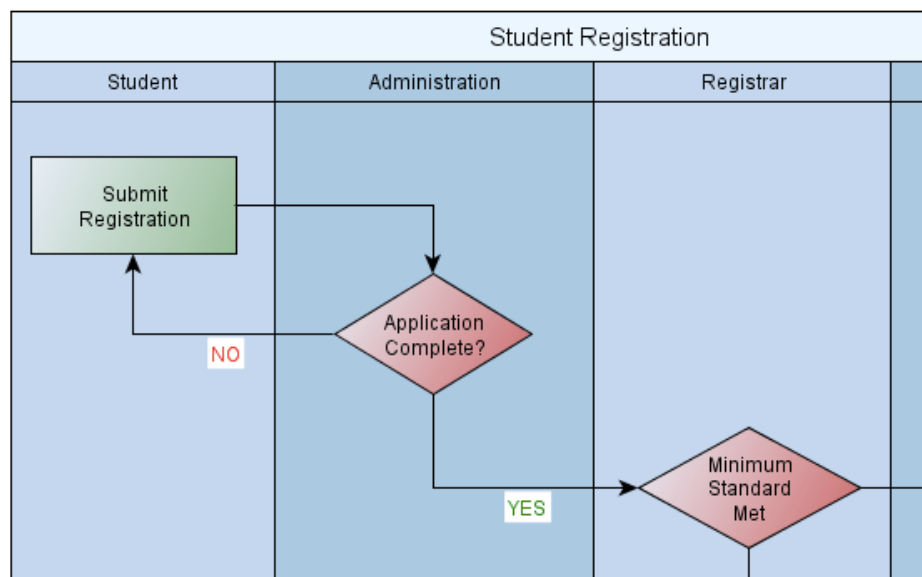 Student Registration
Student
Administration
Registrar
Submit
Registration
Application
Complete?
NO
YES
Minimum
Standard
Met